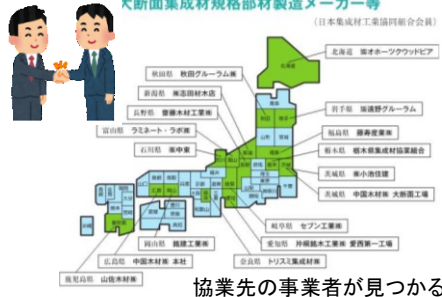 大断面集成材規格部材製造メーカー等
(日本集成材工業協同組合会員)
北海道 ㈱オホーツクウッドピア
秋田県 秋田グルーラム㈱
新潟県 ㈱志田材木店
長野県 齋藤木材工業㈱
富山県 ラミネート・ラボ㈱
石川県 ㈱中東
岩手県 ㈱遠野グルーラム
福島県 藤寿産業㈱
栃木県 栃木県集成材協業組合
茨城県 ㈱小池住建
茨城県 中国木材㈱ 大断面工場
岐阜県 セブン工業㈱
愛知県 沖桐銘木工業㈱ 愛西第一工場
奈良県 トリスミ集成材㈱
岡山県 銘建工業㈱
広島県 中国木材㈱ 本社
鹿児島県 山佐木材㈱
協業先の事業者が見つかる